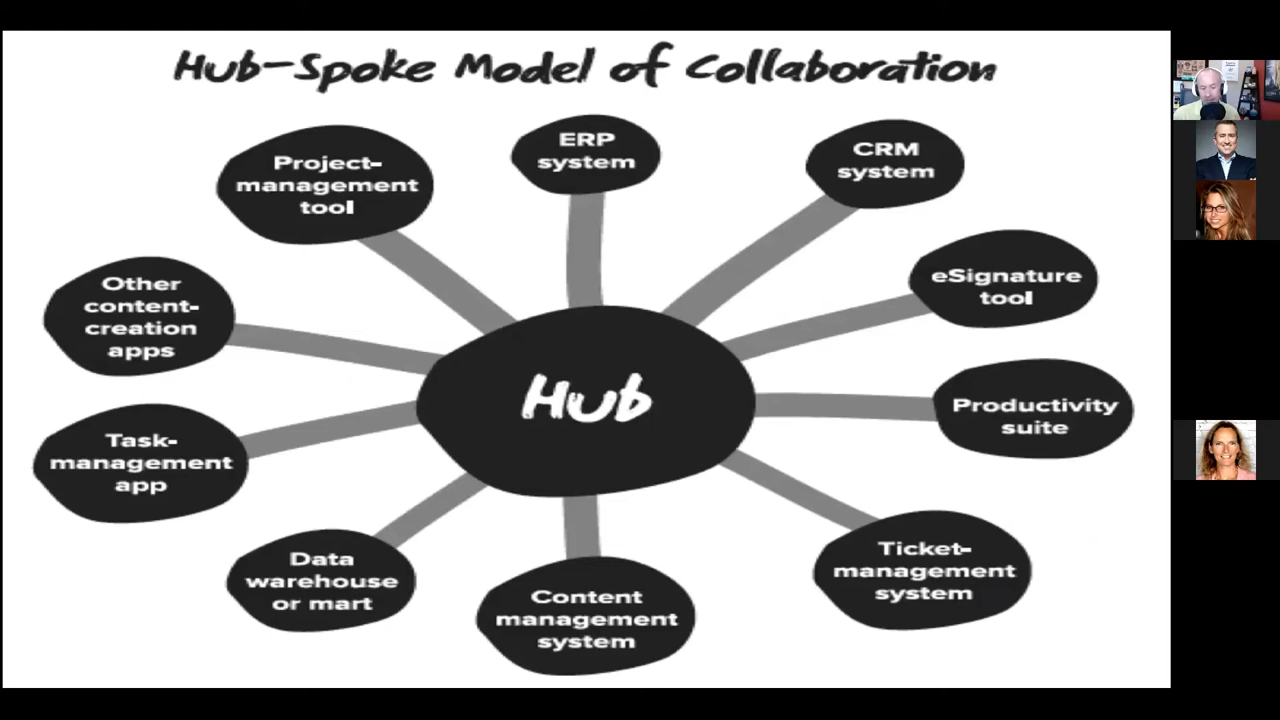 Hub-Spoke Model of Collaboration
Project-
management
tool
ERP
system
CRM
system
Other
content-
creation
apps
eSignature
tool
Hub
Productivity
suite
Task-
management
app
Data
warehouse
or mart
Content
management
system
Ticket-
management
system